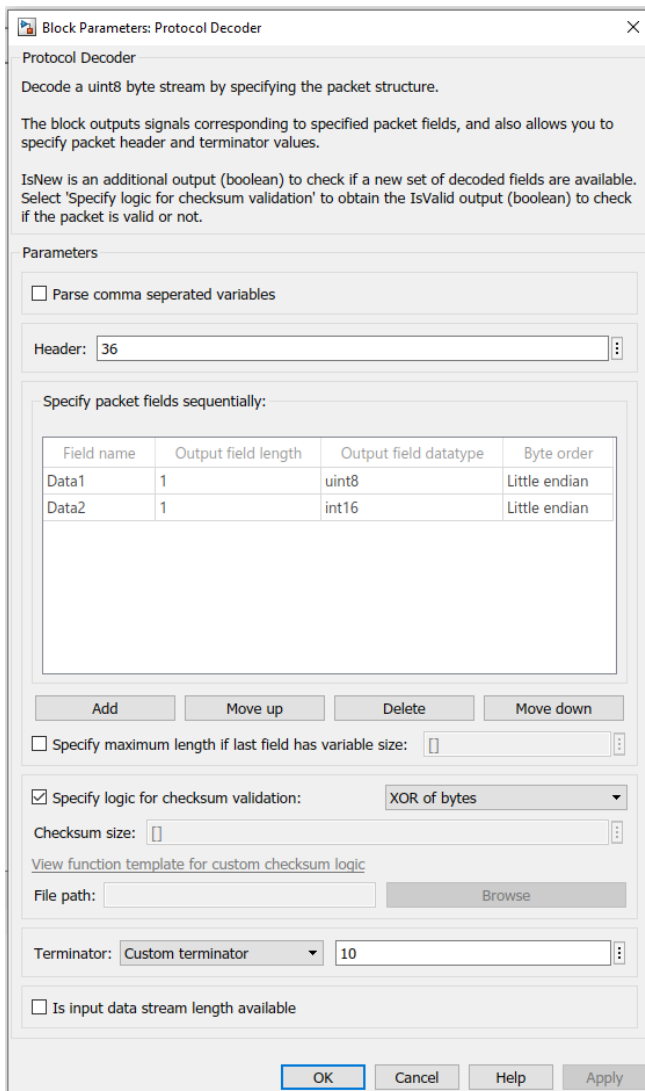 Block Parameters: Protocol Decoder
Protocol Decoder
Decode a uint8 byte stream by specifying the packet structure.
The block outputs signals corresponding to specified packet fields, and also allows you to
specify packet header and terminator values.
IsNew is an additional output (boolean) to check if a new set of decoded fields are available.
Select 'Specify logic for checksum validation' to obtain the IsValid output (boolean) to check
if the packet is valid or not.
Parameters
Parse comma seperated variables
Header: 36
Specify packet fields sequentially:
Field name Output field length Output field datatype Byte order
Data1 1 uint8 Little endian
Data2 1 int16 Little endian
Add Move up Delete Move down
Specify maximum length if last field has variable size: []
Specify logic for checksum validation: XOR of bytes
Checksum size: []
View function template for custom checksum logic
File path: Browse
Terminator: Custom terminator 10
Is input data stream length available
OK Cancel Help Apply